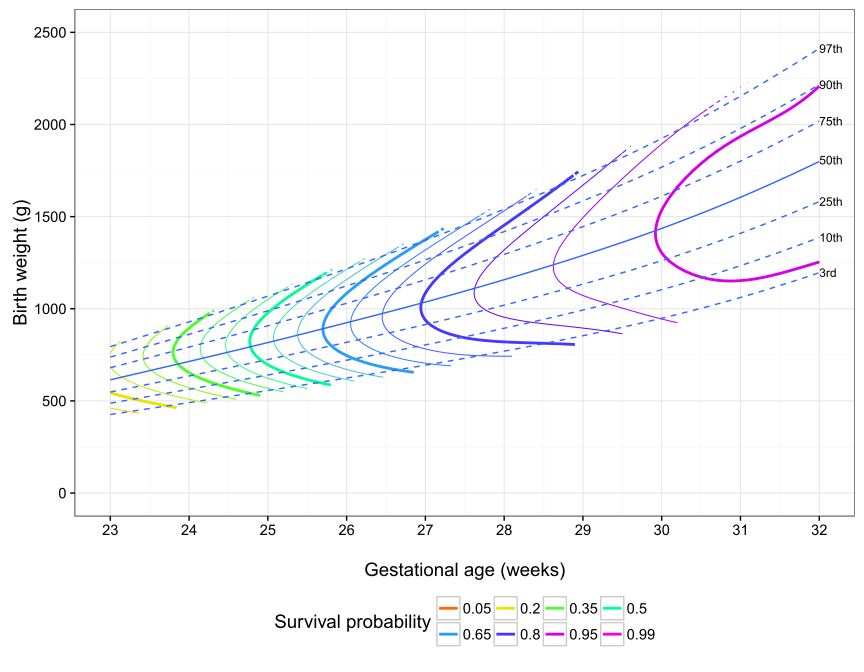 2500
2000
1500
1000
500
0
Birth weight (g)
97th
90th
75th
50th
25th
10th
3rd
23 24 25 26 27 28 29 30 31 32
Gestational age (weeks)
Survival probability
0.05 0.2 0.35 0.5
0.65 0.8 0.95 0.99